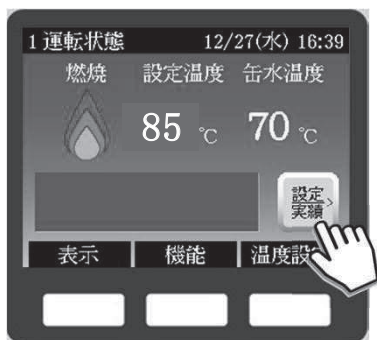 1 運転状態 12/27(水) 16:39
燃焼 設定温度 缶水温度
85 ℃ 70 ℃
設定
実績
表示 機能 温度設